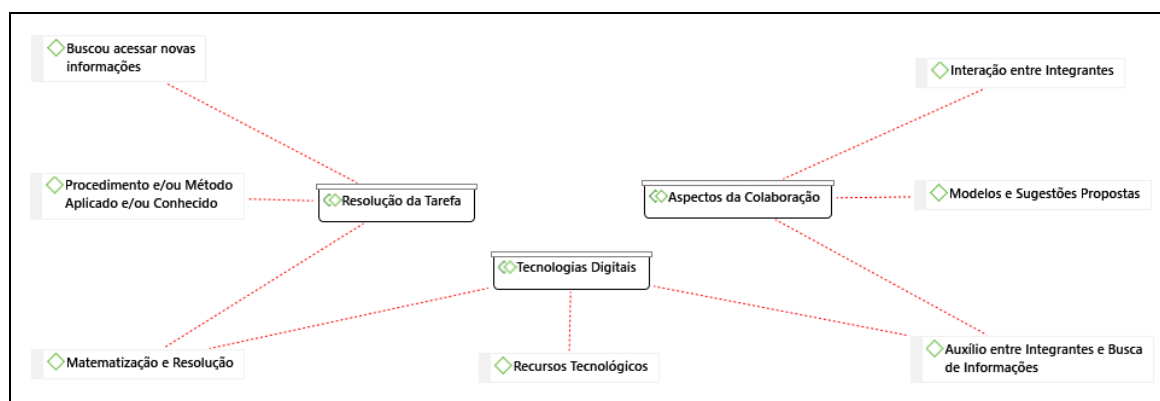 Buscou acessar novas
informações
Interação entre Integrantes
Procedimento e/ou Método
Aplicado e/ou Conhecido
Resolução da Tarefa
Aspectos da Colaboração
Modelos e Sugestões Propostas
Tecnologias Digitais
Matematização e Resolução
Recursos Tecnológicos
Auxílio entre Integrantes e Busca
de Informações